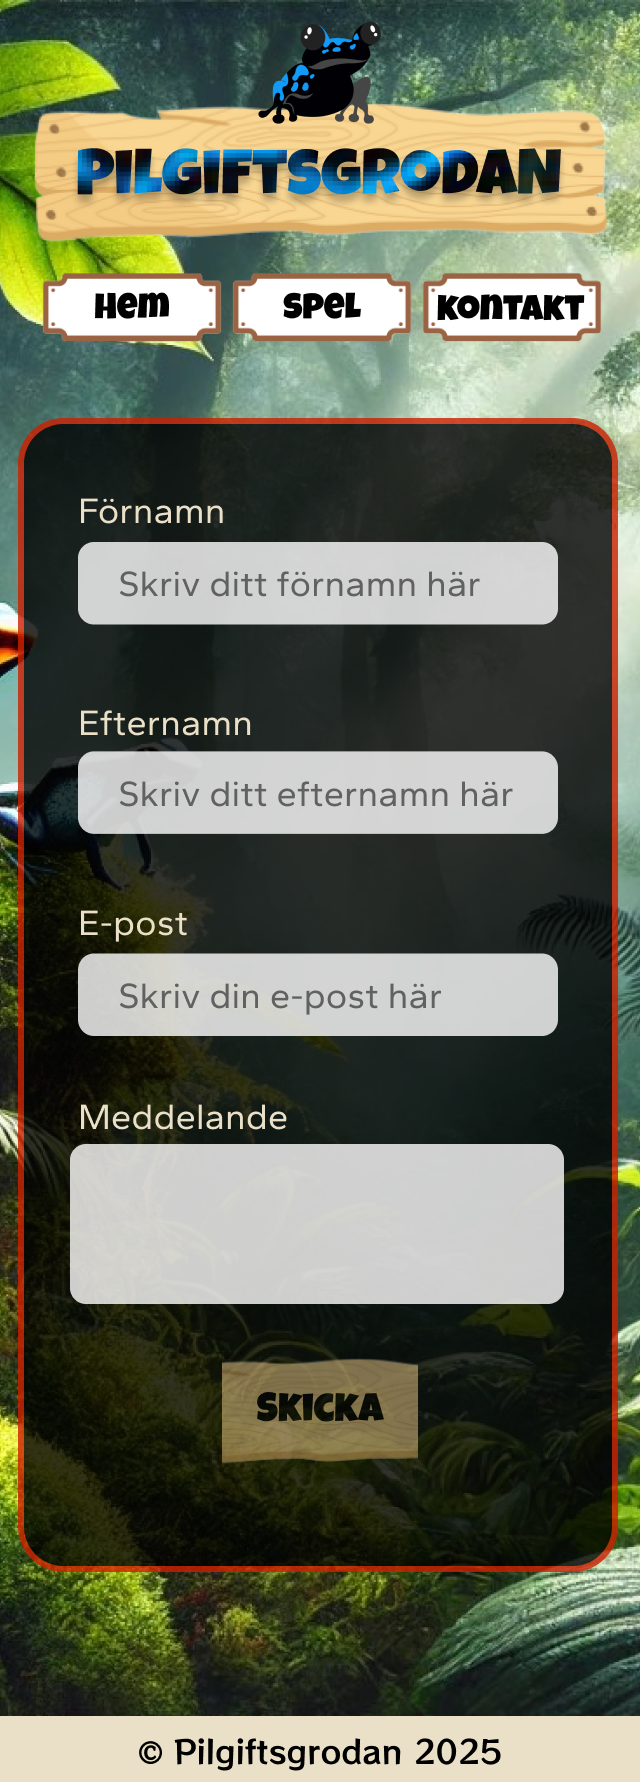 PILGIFTSGRODAN
Hem Spel Kontakt
Förnamn
Skriv ditt förnamn här
Efternamn
Skriv ditt efternamn här
E-post
Skriv din e-post här
Meddelande
SKICKA
© Pilgiftsgrodan 2025